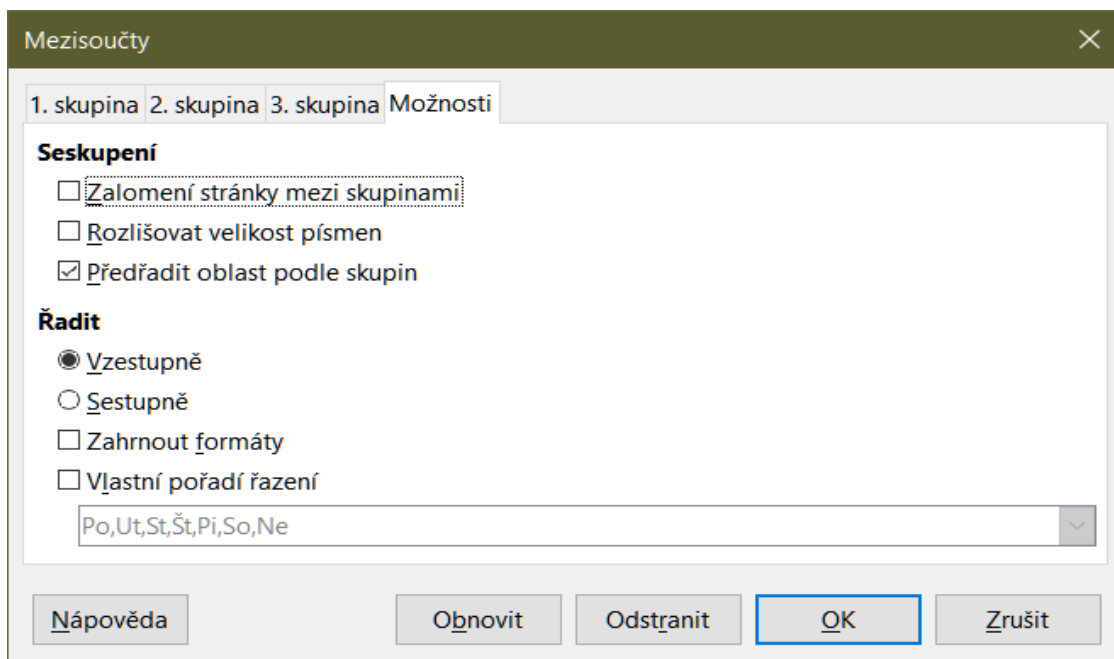 Mezisoučty
1. skupina 2. skupina 3. skupina Možnosti
Seskupení
Zalomení stránky mezi skupinami
Rozlišovat velikost písmen
Předřadit oblast podle skupin
Řadit
Vzestupně
Sestupně
Zahrnout formáty
Vlastní pořadí řazení
Po,Ut,St,Št,Pi,So,Ne
Nápověda Obnovit Odstranit OK Zrušit